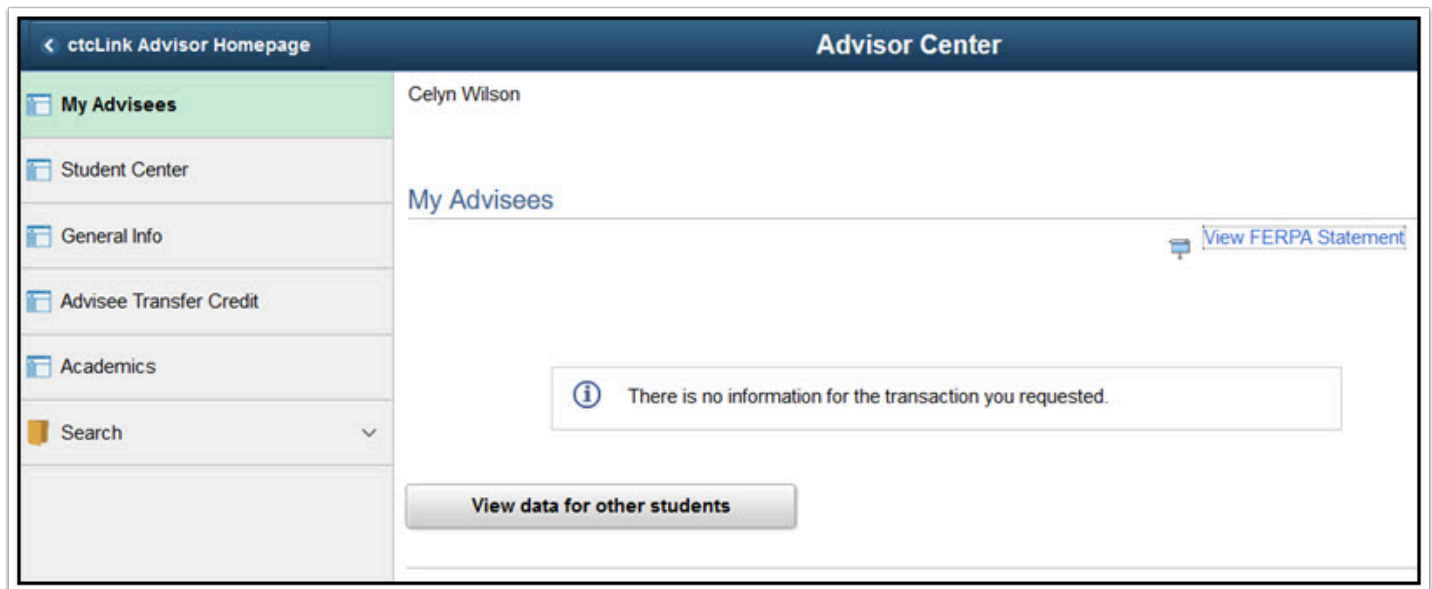 ctcLink Advisor Homepage
Advisor Center
My Advisees
Student Center
General Info
Advisee Transfer Credit
Academics
Search
Celyn Wilson
My Advisees
View FERPA Statement
There is no information for the transaction you requested.
View data for other students